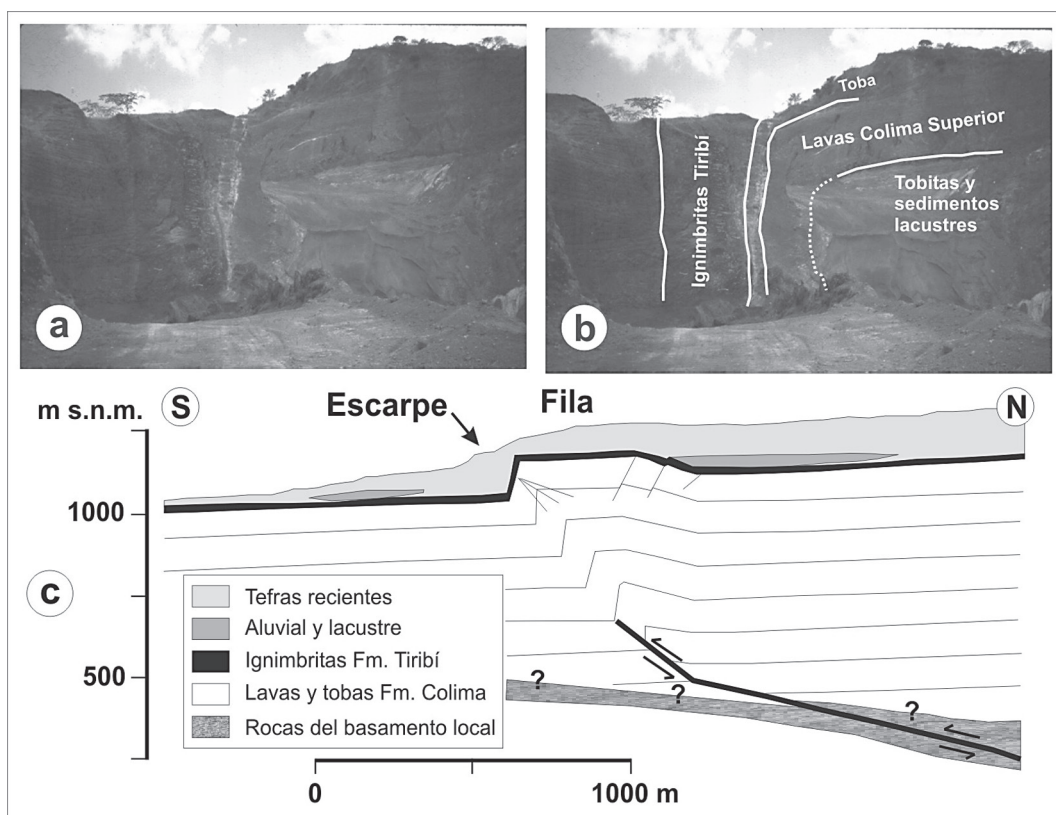 a
b
Toba
Lavas Colima Superior
Ignimbritas Tiribí
Tobitas y
sedimentos
lacustres
m s.n.m.
S
Escarpe
Fila
N
1000
c
500
Tefras recientes
Aluvial y lacustre
Ignimbritas Fm. Tiribí
Lavas y tobas Fm. Colima
Rocas del basamento local
?
?
?
0
1000 m